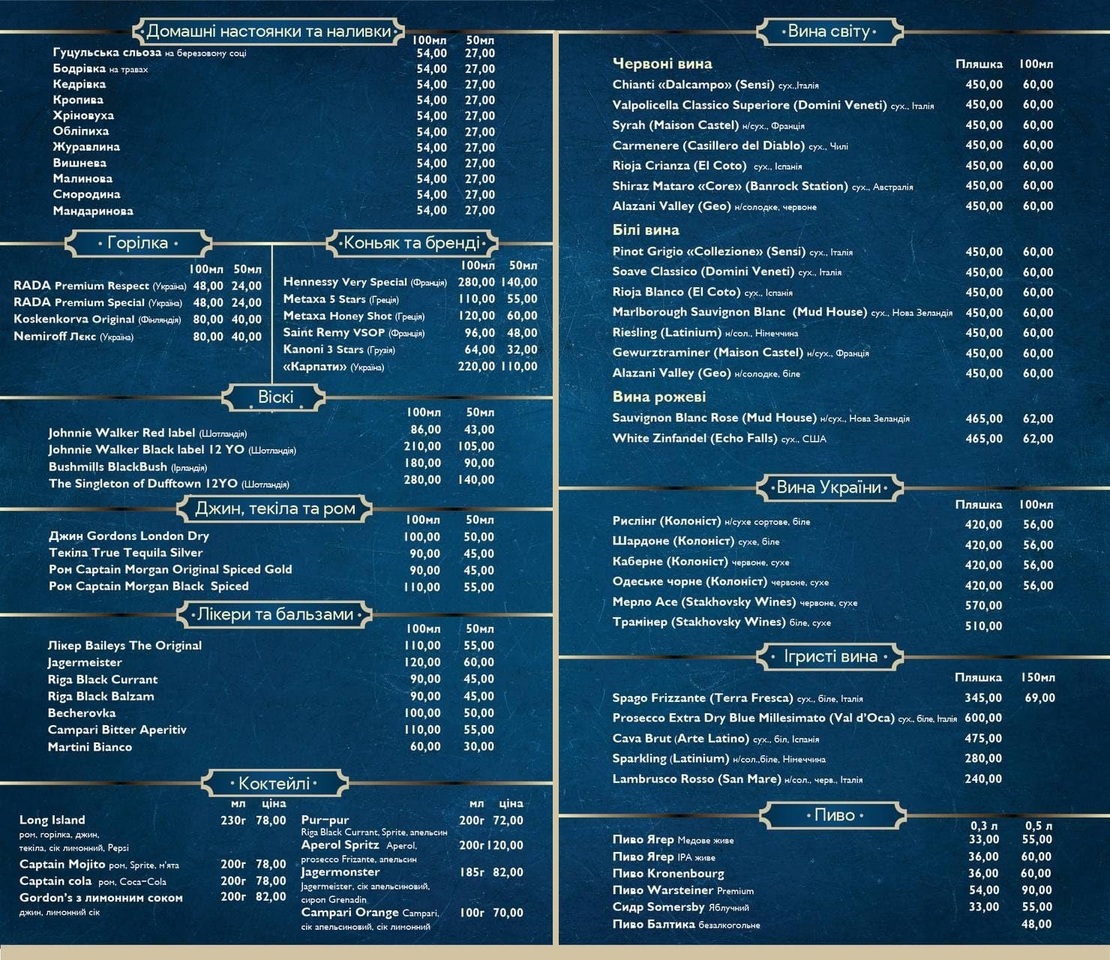 Домашні настоянки та наливки
100мл 50мл
Гуцульська сльоза на березовому соці 54,00 27,00
Бодрівка на травах 54,00 27,00
Кедрівка 54,00 27,00
Кропива 54,00 27,00
Хріновуха 54,00 27,00
Обліпиха 54,00 27,00
Журавлина 54,00 27,00
Вишнева 54,00 27,00
Малинова 54,00 27,00
Смородина 54,00 27,00
Мандаринова 54,00 27,00
Горілка
100мл 50мл
RADA Premium Respect (Україна) 48,00 24,00
RADA Premium Special (Україна) 48,00 24,00
Koskenkorva Original (Фінляндія) 80,00 40,00
Nemiroff Лєкс (Україна) 80,00 40,00
Коньяк та бренді
100мл 50мл
Hennessy Very Special (Франція) 280,00 140,00
Metaxa 5 Stars (Греція) 110,00 55,00
Metaxa Honey Shot (Греція) 120,00 60,00
Saint Remy VSOP (Франція) 96,00 48,00
Kanoni 3 Stars (Грузія) 64,00 32,00
«Карпати» (Україна) 220,00 110,00
Віскі
100мл 50мл
Johnnie Walker Red label (Шотландія) 86,00 43,00
Johnnie Walker Black label 12 YO (Шотландія) 210,00 105,00
Bushmills BlackBush (Ірландія) 180,00 90,00
The Singleton of Dufftown 12YO (Шотландія) 280,00 140,00
Джин, текіла та ром
100мл 50мл
Джин Gordons London Dry 100,00 50,00
Текіла True Tequila Silver 90,00 45,00
Ром Captain Morgan Original Spiced Gold 90,00 45,00
Ром Captain Morgan Black Spiced 110,00 55,00
Лікери та бальзами
100мл 50мл
Лікер Baileys The Original 110,00 55,00
Jagermeister 120,00 60,00
Riga Black Currant 90,00 45,00
Riga Black Balzam 90,00 45,00
Becherovka 100,00 50,00
Campari Bitter Aperitiv 110,00 55,00
Martini Bianco 60,00 30,00
Коктейлі
мл ціна
Long Island 230г 78,00
ром, горілка, джин,
текіла, сік лимонний, Pepsi
Captain Mojito ром, Sprite, м'ята 200г 78,00
Captain cola ром, Coca-Cola 200г 78,00
Gordon's з лимонним соком 200г 82,00
джин, лимонний сік
мл ціна
Pur-pur 200г 72,00
Riga Black Currant, Sprite, апельсин
Aperol Spritz Aperol, 200г 120,00
prosecco Frizante, апельсин
Jagermonster 185г 82,00
Jagermeister, сік апельсиновий,
сироп Grenadin
Campari Orange Campari, 100г 70,00
сік апельсиновий, сік лимонний
Вина світу
Червоні вина Пляшка 100мл
Chianti «Dalcampo» (Sensi) сух.,Італія 450,00 60,00
Valpolicella Classico Superiore (Domini Veneti) сух., Італія 450,00 60,00
Syrah (Maison Castel) н/сух., Франція 450,00 60,00
Carmenere (Casillero del Diablo) сух., Чилі 450,00 60,00
Rioja Crianza (El Coto) сух., Іспанія 450,00 60,00
Shiraz Mataro «Core» (Banrock Station) сух., Австралія 450,00 60,00
Alazani Valley (Geo) н/солодке, червоне 450,00 60,00
Білі вина
Pinot Grigio «Collezione» (Sensi) сух., Італія 450,00 60,00
Soave Classico (Domini Veneti) сух., Італія 450,00 60,00
Rioja Blanco (El Coto) сух., Іспанія 450,00 60,00
Marlborough Sauvignon Blanc (Mud House) сух., Нова Зеландія 450,00 60,00
Riesling (Latinium) н/сол., Німеччина 450,00 60,00
Gewurztraminer (Maison Castel) н/сух., Франція 450,00 60,00
Alazani Valley (Geo) н/солодке, біле 450,00 60,00
Вина рожеві
Sauvignon Blanc Rose (Mud House) н/сух., Нова Зеландія 465,00 62,00
White Zinfandel (Echo Falls) сух., США 465,00 62,00
Вина України
Пляшка 100мл
Рислінг (Колоніст) н/сухе сортове, біле 420,00 56,00
Шардоне (Колоніст) сухе, біле 420,00 56,00
Каберне (Колоніст) червоне, сухе 420,00 56,00
Одеське чорне (Колоніст) червоне, сухе 420,00 56,00
Мерло Ace (Stakhovsky Wines) червоне, сухе 570,00
Трамінер (Stakhovsky Wines) біле, сухе 510,00
Ігристі вина
Пляшка 150мл
Spago Frizzante (Terra Fresca) сух., біле, Італія 345,00 69,00
Prosecco Extra Dry Blue Millesimato (Val d'Oca) сух., біле, Італія 600,00
Cava Brut (Arte Latino) сух., біл, Іспанія 475,00
Sparkling (Latinium) н/сол.,біле, Німеччина 280,00
Lambrusco Rosso (San Mare) н/сол., черв., Італія 240,00
Пиво
0,3 л 0,5 л
Пиво Ягер Медове живе 33,00 55,00
Пиво Ягер IPA живе 36,00 60,00
Пиво Kronenbourg 36,00 60,00
Пиво Warsteiner Premium 54,00 90,00
Сидр Somersby Яблучний 33,00 55,00
Пиво Балтика безалкогольне 48,00